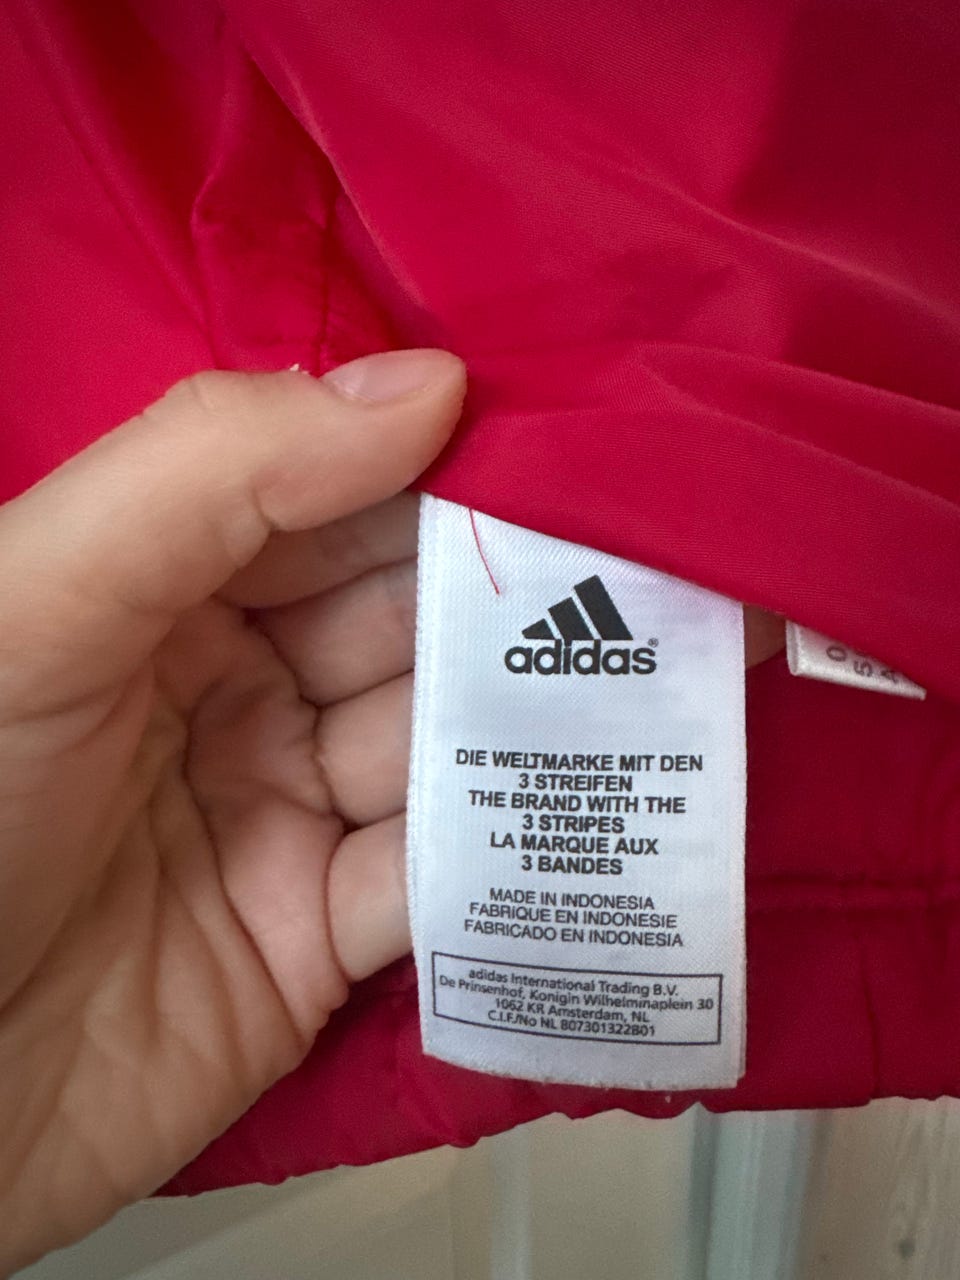 adidas®
DIE WELTMARKE MIT DEN
3 STREIFEN
THE BRAND WITH THE
3 STRIPES
LA MARQUE AUX
3 BANDES
MADE IN INDONESIA
FABRIQUE EN INDONESIE
FABRICADO EN INDONESIA
adidas International Trading B.V.
De Prinsenhof, Konigin Wilhelminaplein 30
1062 KR Amsterdam, NL
C.I.F./No NL 807301322B01